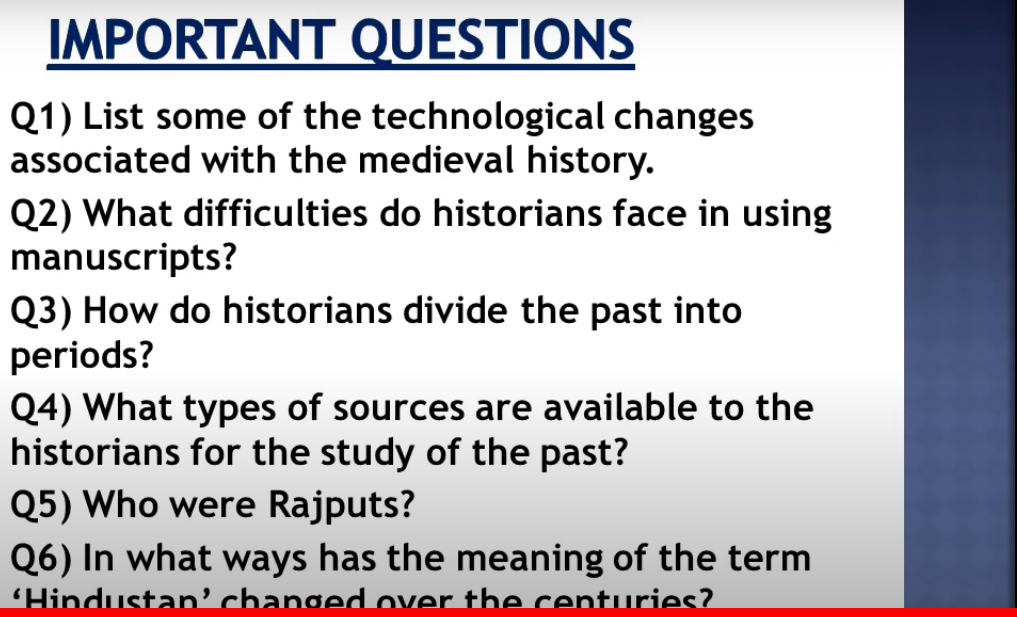 IMPORTANT QUESTIONS
Q1) List some of the technological changes
associated with the medieval history.
Q2) What difficulties do historians face in using
manuscripts?
Q3) How do historians divide the past into
periods?
Q4) What types of sources are available to the
historians for the study of the past?
Q5) Who were Rajputs?
Q6) In what ways has the meaning of the term
‘Hindustan’ changed over the centuries?